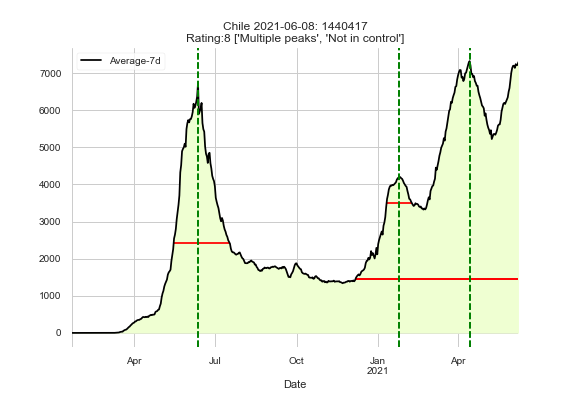 Chile 2021-06-08: 1440417
Rating:8 ['Multiple peaks', 'Not in control']
Average-7d
7000
6000
5000
4000
3000
2000
1000
0
Apr
Jul
Oct
Jan
2021
Apr
Date